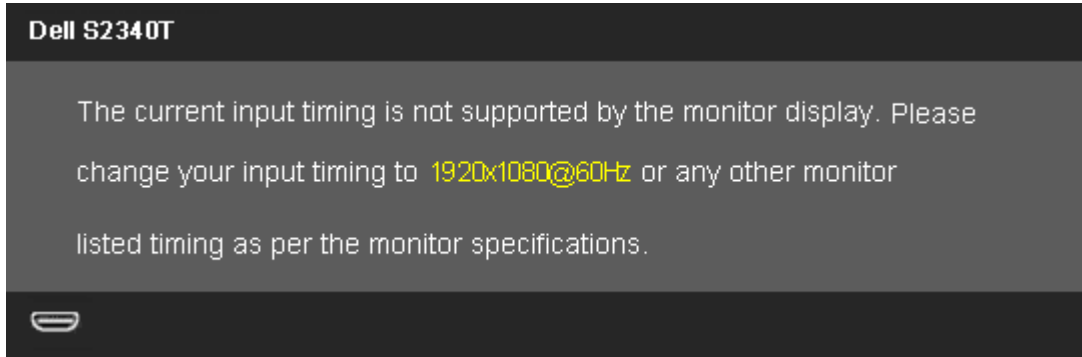 Dell S2340T
The current input timing is not supported by the monitor display. Please
change your input timing to 1920x1080@60Hz or any other monitor
listed timing as per the monitor specifications.